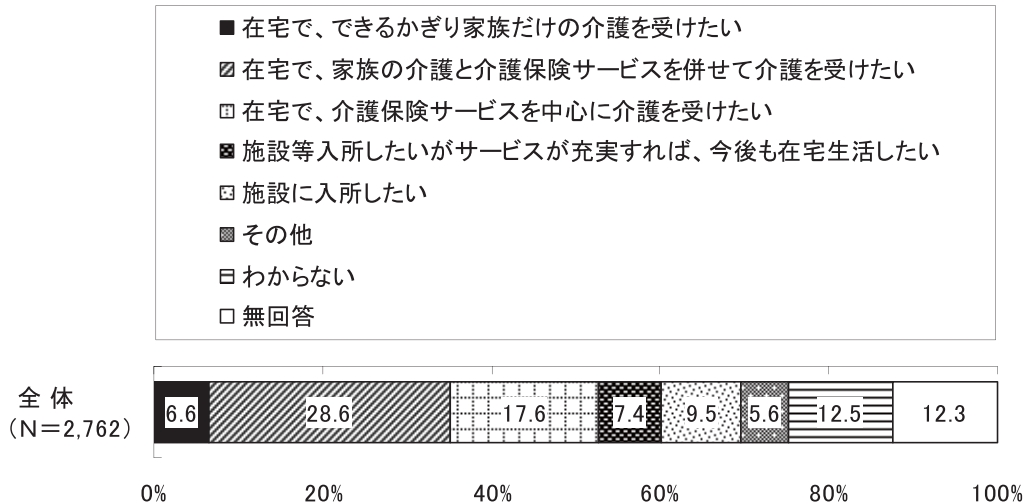 在宅で、できるかぎり家族だけの介護を受けたい
在宅で、家族の介護と介護保険サービスを併せて介護を受けたい
在宅で、介護保険サービスを中心に介護を受けたい
施設等入所したいがサービスが充実すれば、今後も在宅生活したい
施設に入所したい
その他
わからない
無回答
全体
(N=2,762)
6.6 28.6 17.6 7.4 9.5 5.6 12.5 12.3
0% 20% 40% 60% 80% 100%